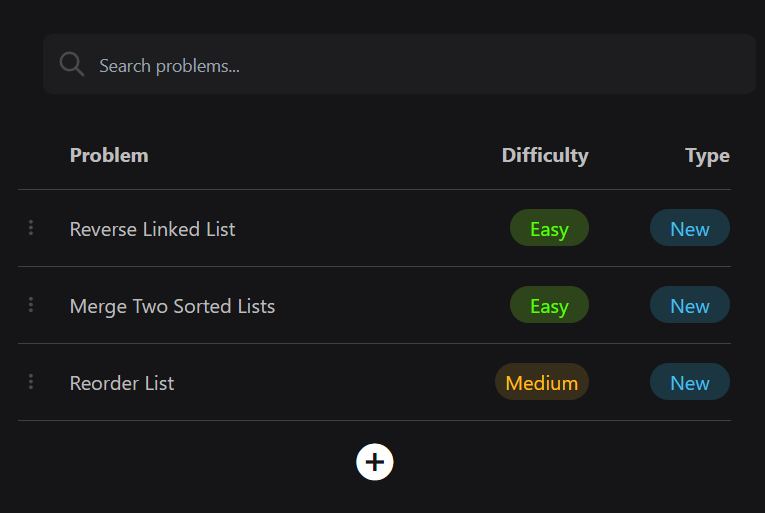 Search problems...
Problem Difficulty Type
Reverse Linked List Easy New
Merge Two Sorted Lists Easy New
Reorder List Medium New